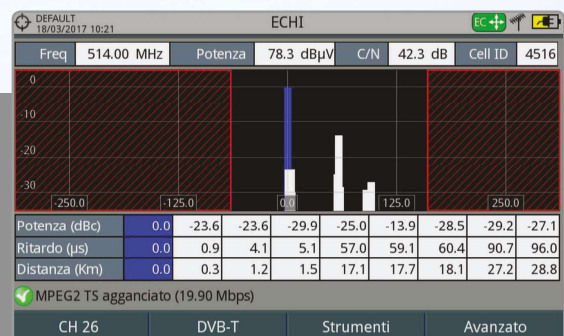 DEFAULT
18/03/2017 10:21
ECHI
EC
Freq 514.00 MHz Potenza 78.3 dBµV C/N 42.3 dB Cell ID 4516
0
-10
-20
-30
-250.0 -125.0 0.0 125.0 250.0
Potenza (dBc) 0.0 -23.6 -23.6 -29.9 -25.0 -13.9 -28.5 -29.2 -27.1
Ritardo (µs) 0.0 0.9 4.1 5.1 57.0 59.1 60.4 90.7 96.0
Distanza (Km) 0.0 0.3 1.2 1.5 17.1 17.7 18.1 27.2 28.8
MPEG2 TS agganciato (19.90 Mbps)
CH 26 DVB-T Strumenti Avanzato